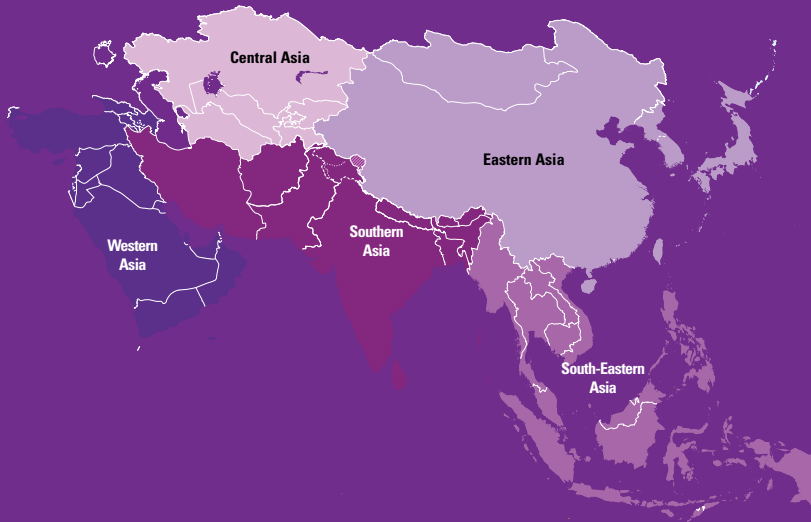 Central Asia
Eastern Asia
Southern
Asia
Western
Asia
South-Eastern
Asia